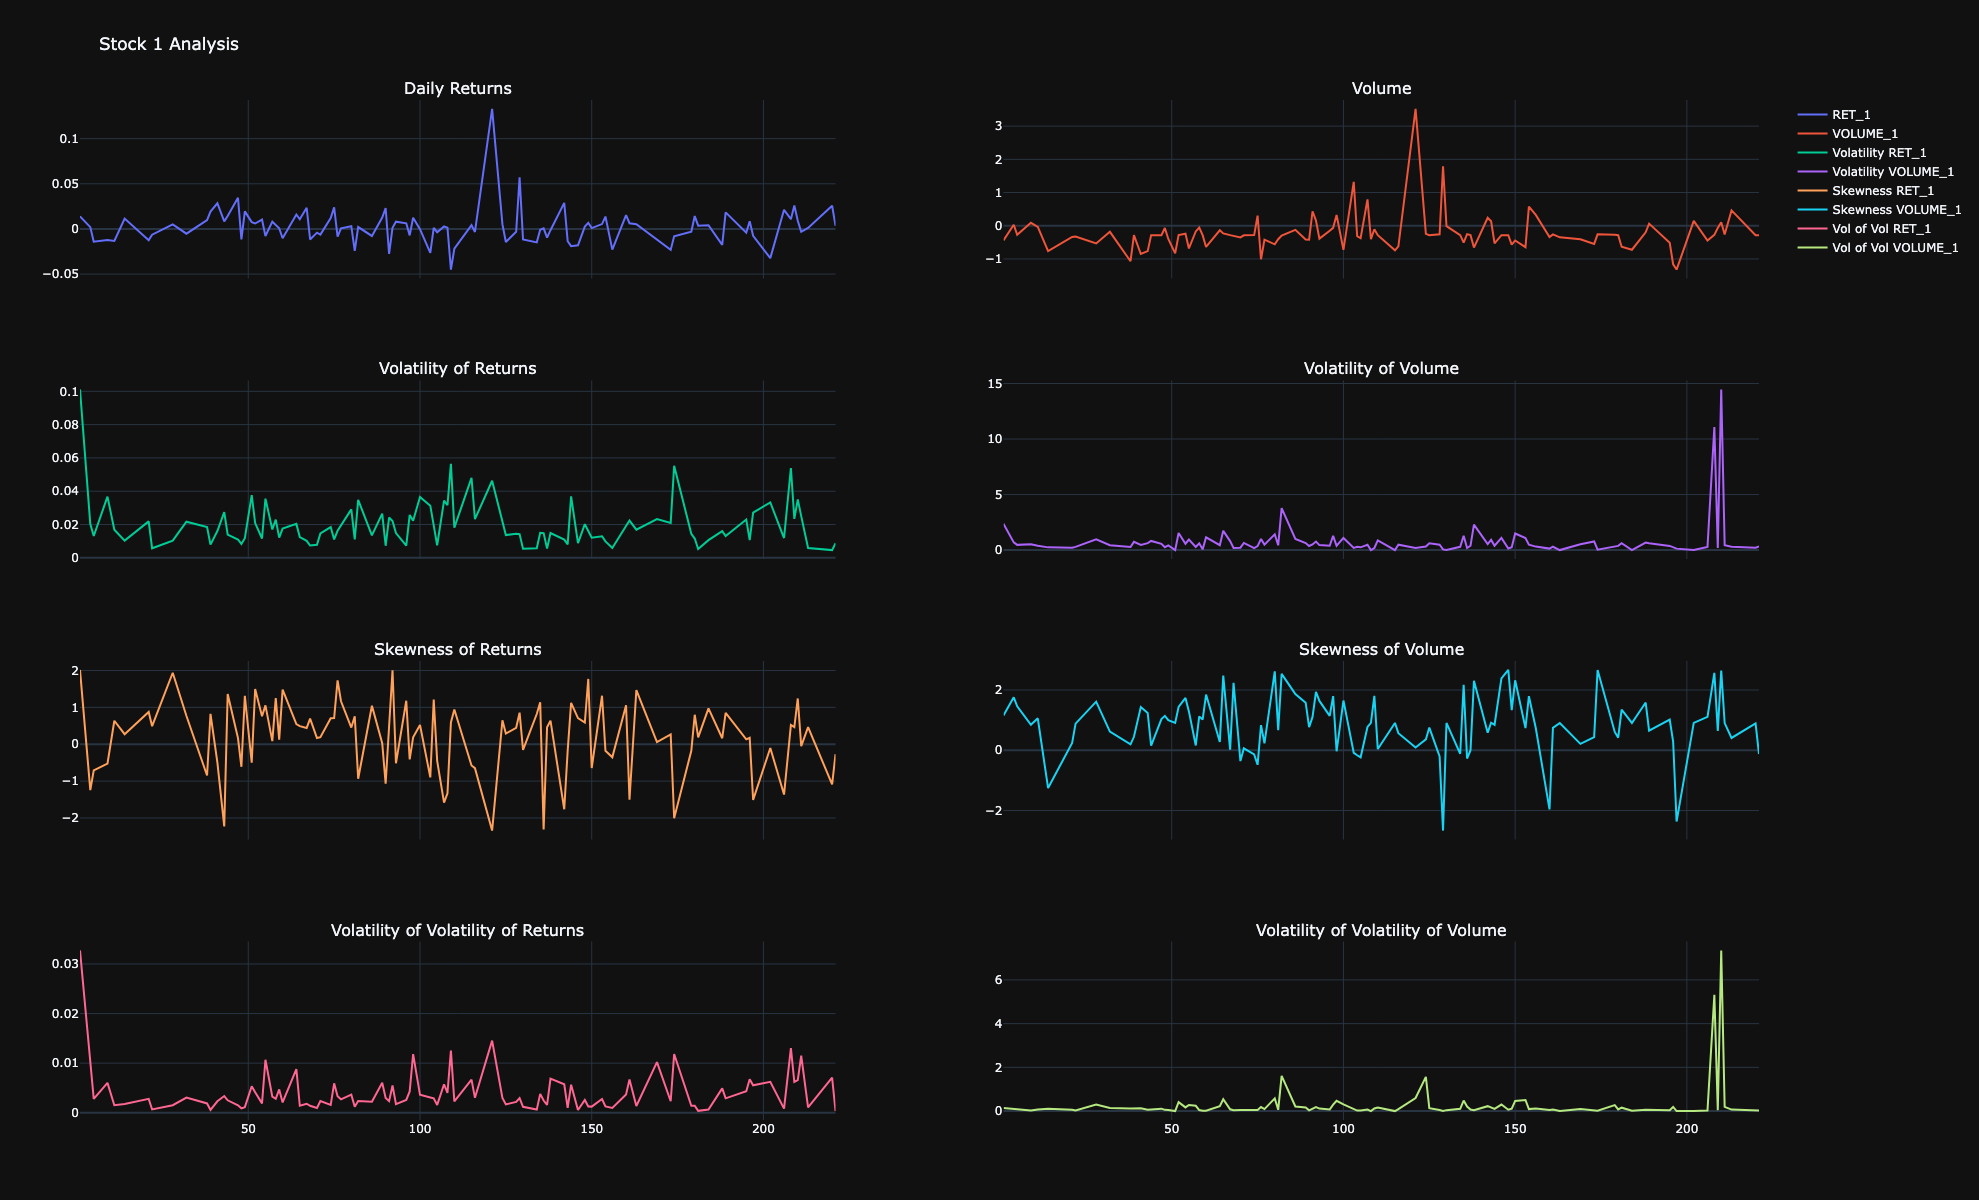 Stock 1 Analysis
Daily Returns
0.1
0.05
0
−0.05
Volume
3
2
1
0
−1
RET_1
VOLUME_1
Volatility RET_1
Volatility VOLUME_1
Skewness RET_1
Skewness VOLUME_1
Vol of Vol RET_1
Vol of Vol VOLUME_1
Volatility of Returns
0.1
0.08
0.06
0.04
0.02
0
Volatility of Volume
15
10
5
0
Skewness of Returns
2
1
0
−1
−2
Skewness of Volume
2
0
−2
Volatility of Volatility of Returns
0.03
0.02
0.01
0
50 100 150 200
Volatility of Volatility of Volume
6
4
2
0
50 100 150 200